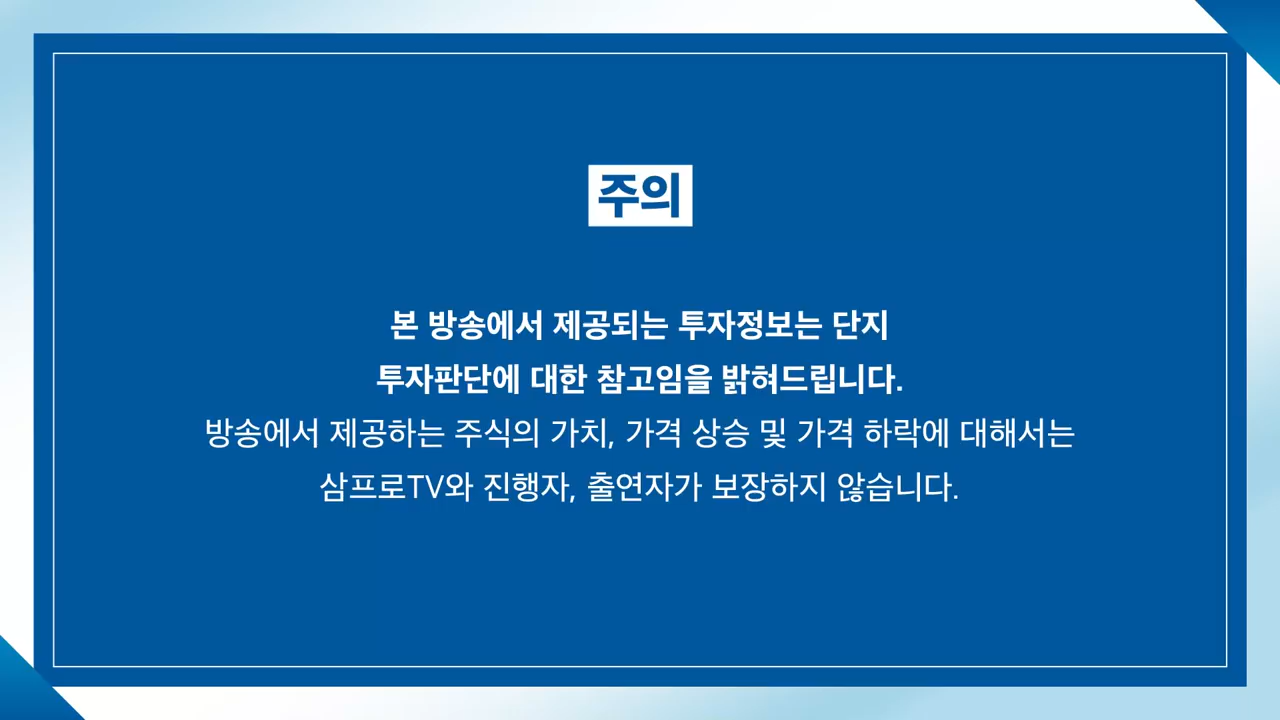 주의
본 방송에서 제공되는 투자정보는 단지
투자판단에 대한 참고임을 밝혀드립니다.
방송에서 제공하는 주식의 가치, 가격 상승 및 가격 하락에 대해서는
삼프로TV와 진행자, 출연자가 보장하지 않습니다.